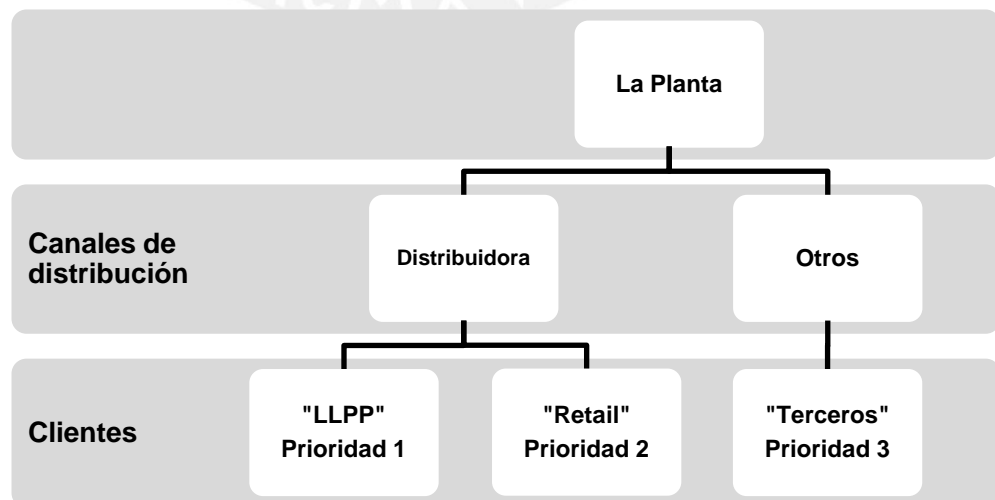 La Planta
Canales de
distribución
Distribuidora
Otros
Clientes
"LLPP"
Prioridad 1
"Retail"
Prioridad 2
"Terceros"
Prioridad 3